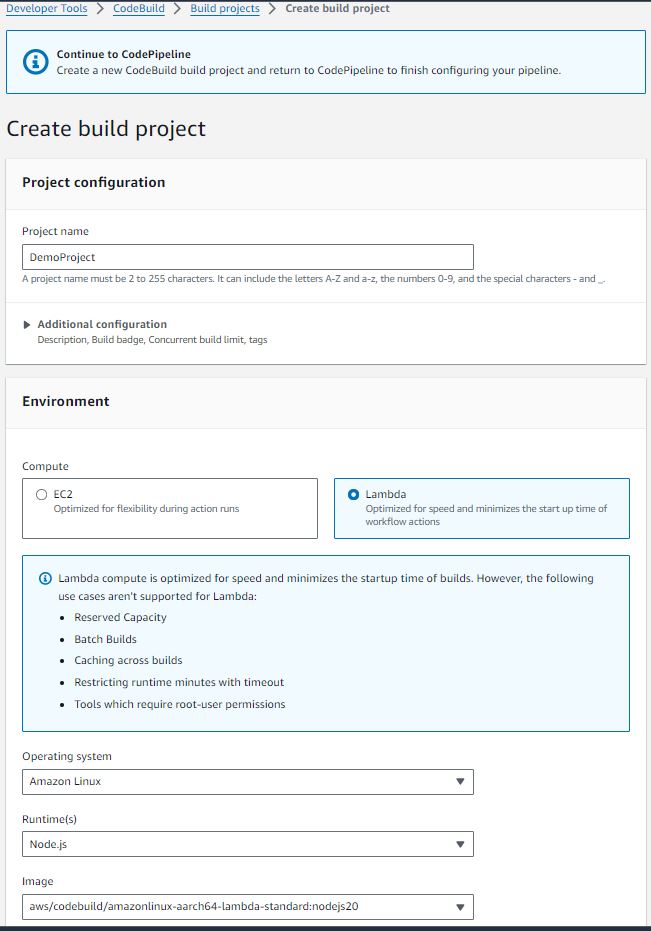 Developer Tools > CodeBuild > Build projects > Create build project
Continue to CodePipeline
Create a new CodeBuild build project and return to CodePipeline to finish configuring your pipeline.
Create build project
Project configuration
Project name
DemoProject
A project name must be 2 to 255 characters. It can include the letters A-Z and a-z, the numbers 0-9, and the special characters - and _.
Additional configuration
Description, Build badge, Concurrent build limit, tags
Environment
Compute
EC2
Optimized for flexibility during action runs
Lambda
Optimized for speed and minimizes the start up time of
workflow actions
Lambda compute is optimized for speed and minimizes the startup time of builds. However, the following
use cases aren't supported for Lambda:
• Reserved Capacity
• Batch Builds
• Caching across builds
• Restricting runtime minutes with timeout
• Tools which require root-user permissions
Operating system
Amazon Linux
Runtime(s)
Node.js
Image
aws/codebuild/amazonlinux-aarch64-lambda-standard:nodejs20